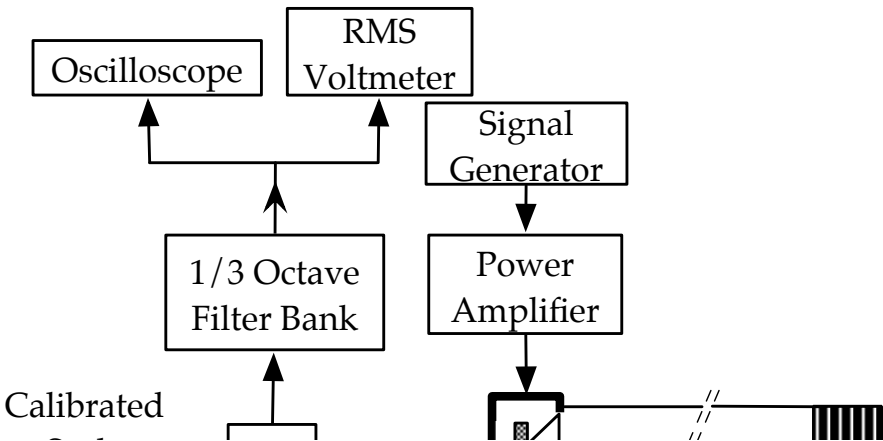 Oscilloscope
RMS
Voltmeter
Signal
Generator
1/3 Octave
Filter Bank
Power
Amplifier
Calibrated